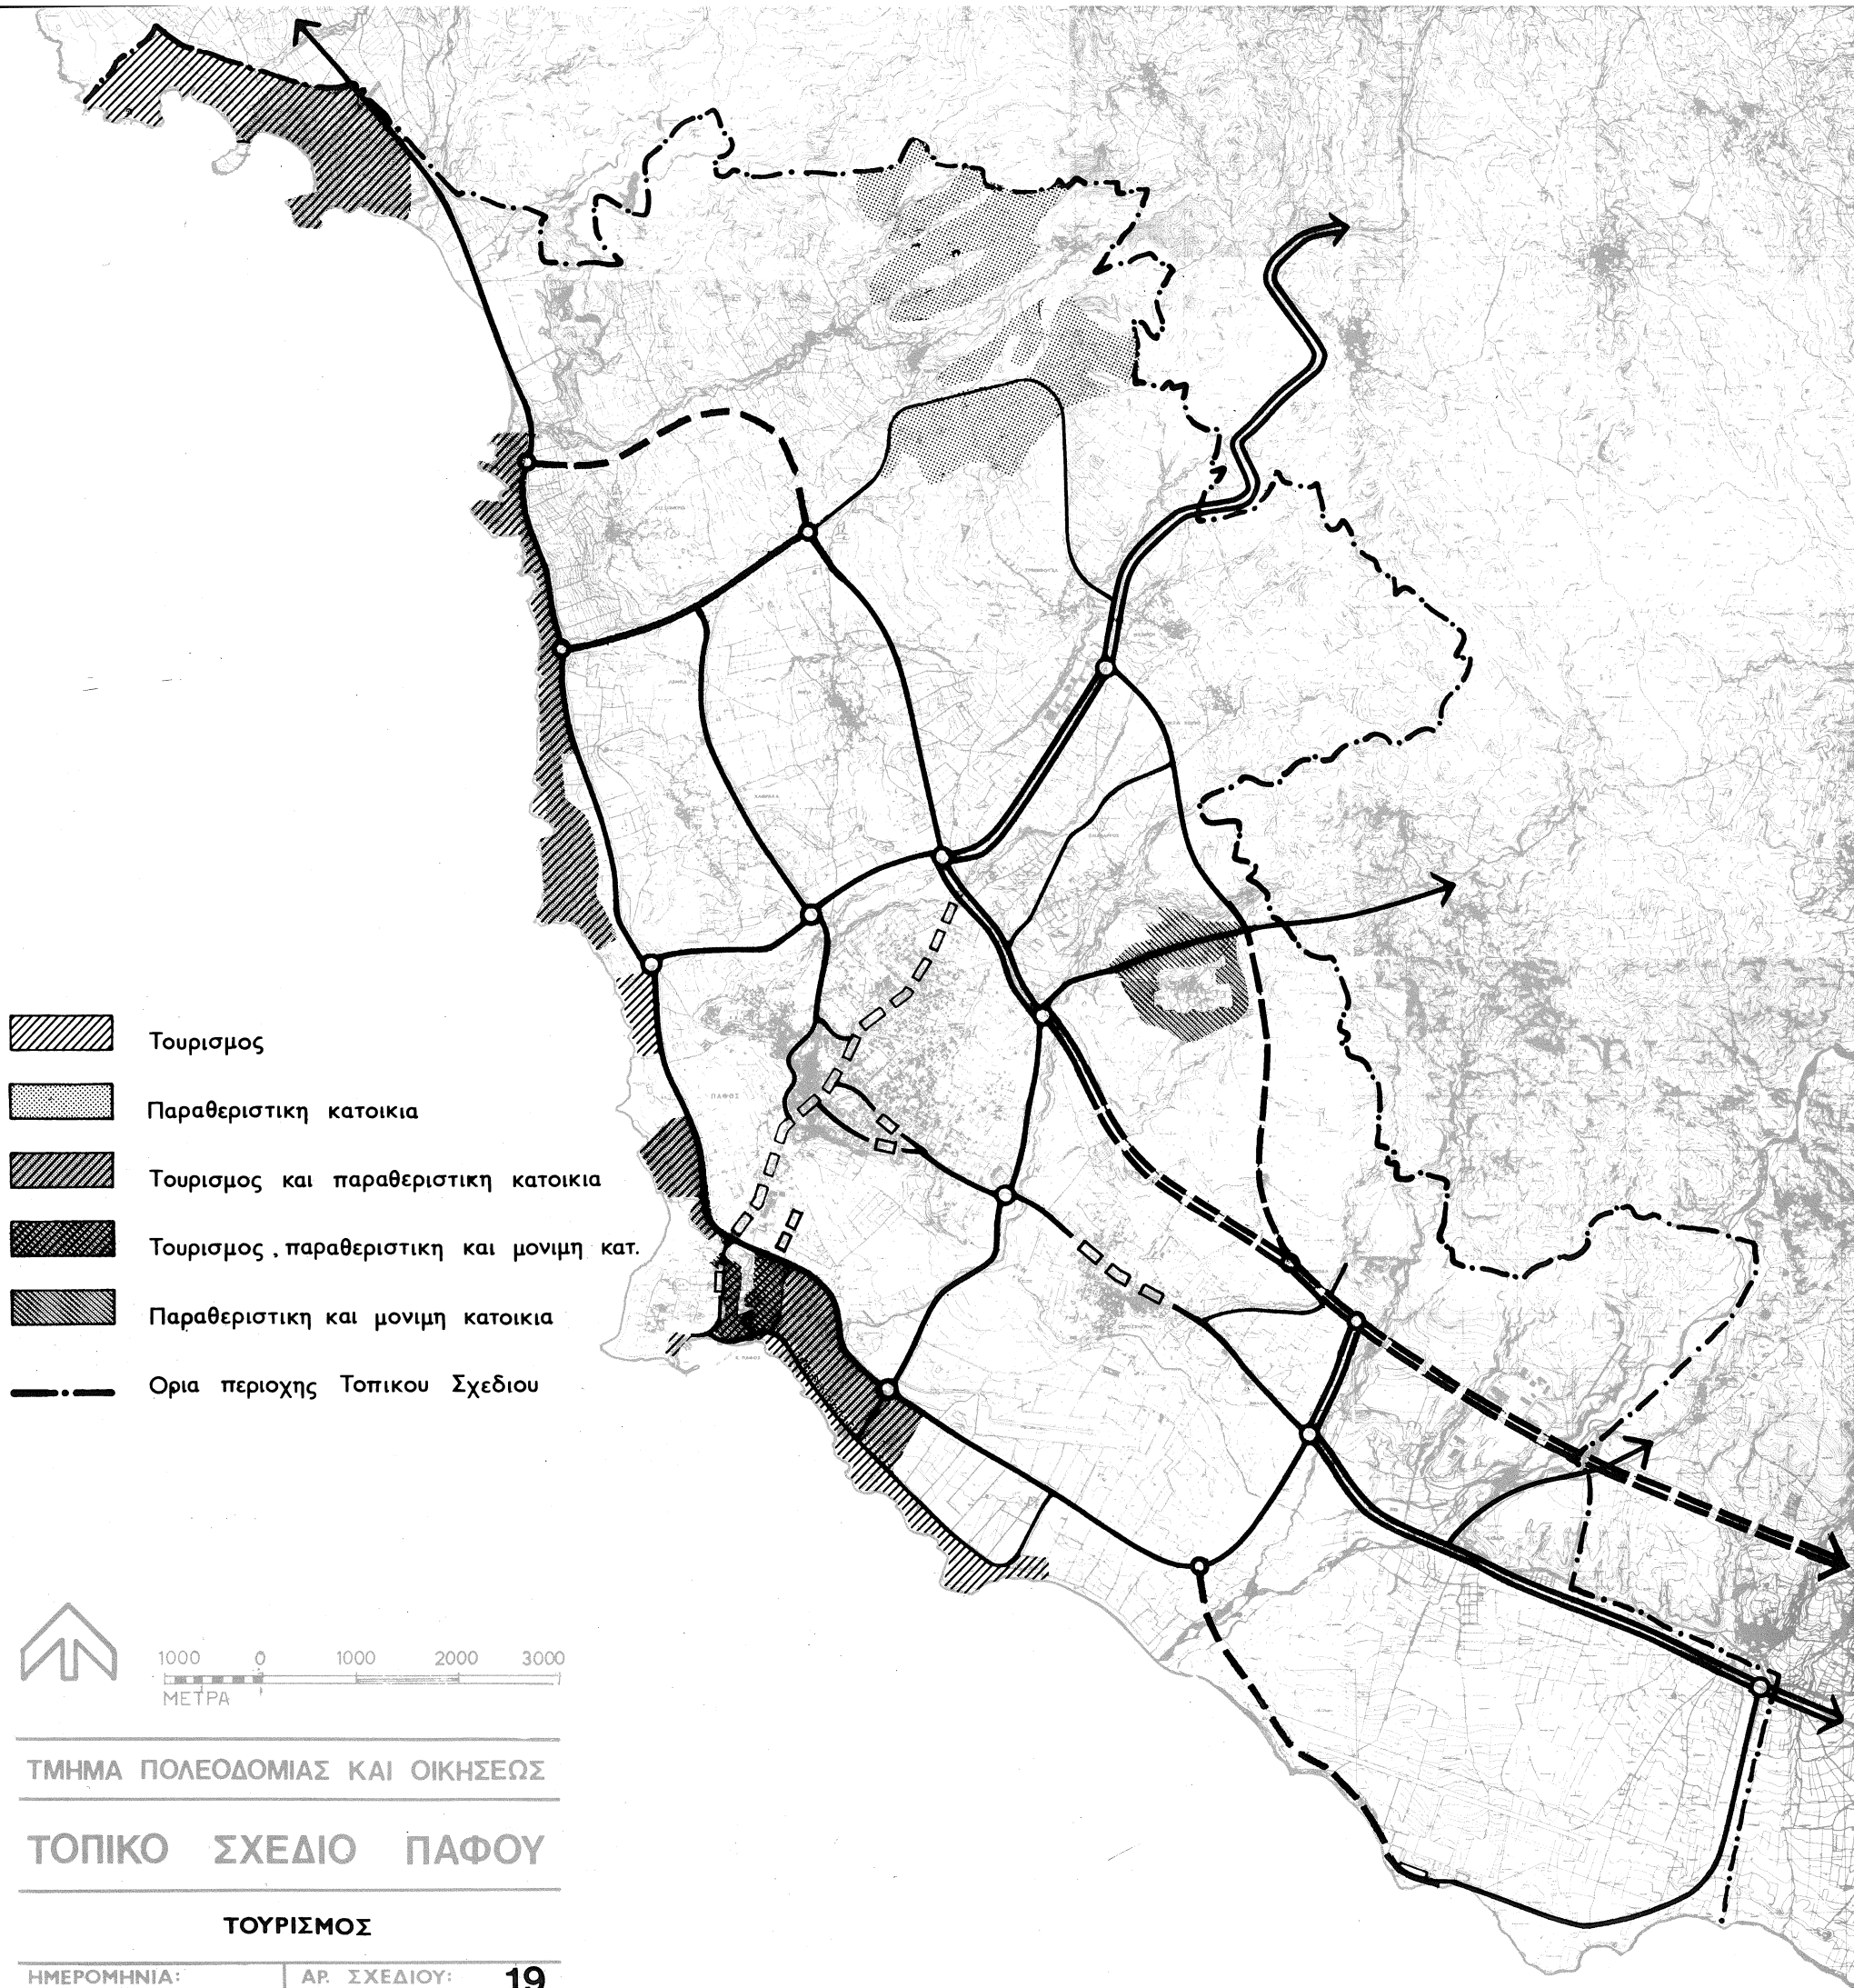 Τουρισμος
Παραθεριστικη κατοικια
Τουρισμος και παραθεριστικη κατοικια
Τουρισμος, παραθεριστικη και μονιμη κατ.
Παραθεριστικη και μονιμη κατοικια
Ορια περιοχης Τοπικου Σχεδιου
ΠΑΦΟΣ
Κ. ΠΑΦΟΣ
1000 0 1000 2000 3000
ΜΕΤΡΑ
ΤΜΗΜΑ ΠΟΛΕΟΔΟΜΙΑΣ ΚΑΙ ΟΙΚΗΣΕΩΣ
ΤΟΠΙΚΟ ΣΧΕΔΙΟ ΠΑΦΟΥ
ΤΟΥΡΙΣΜΟΣ
ΗΜΕΡΟΜΗΝΙΑ: ΑΡ. ΣΧΕΔΙΟΥ: 19